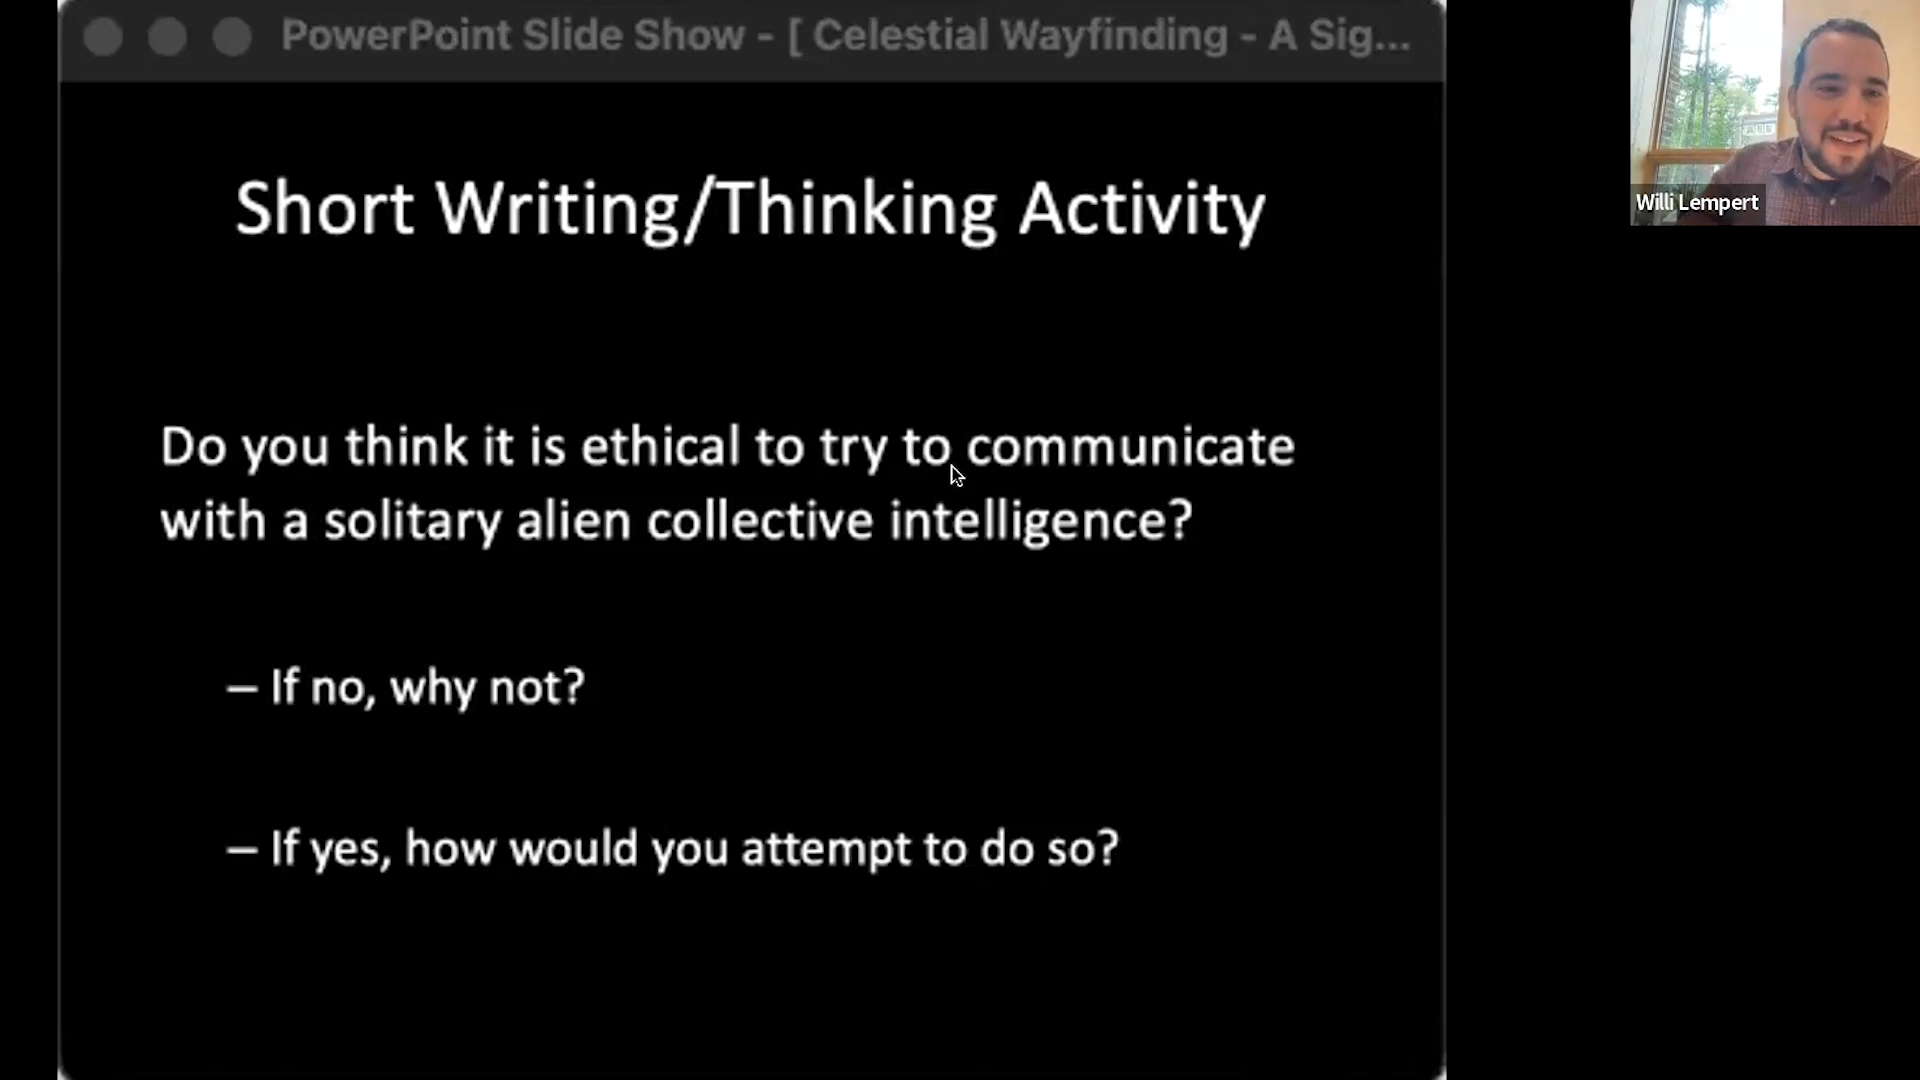 PowerPoint Slide Show - [ Celestial Wayfinding - A Sig...
Willi Lempert
Short Writing/Thinking Activity
Do you think it is ethical to try to communicate
with a solitary alien collective intelligence?
– If no, why not?
– If yes, how would you attempt to do so?